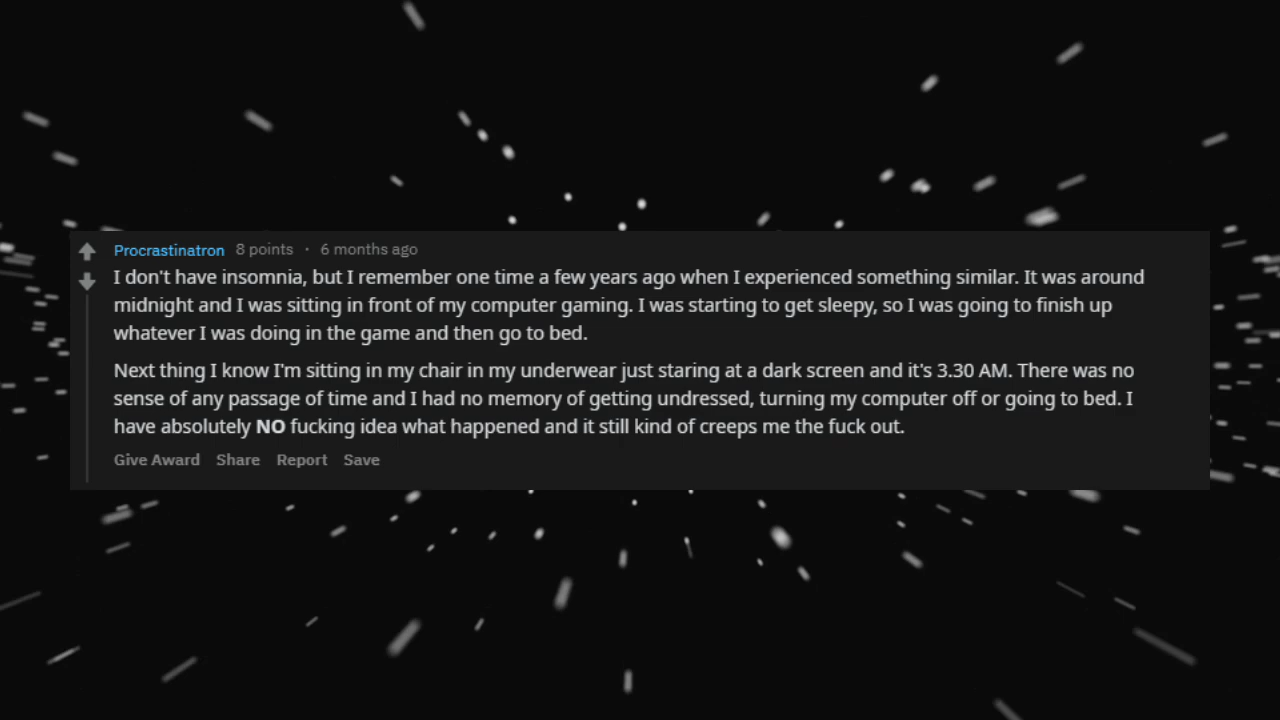 Procrastinatron 8 points · 6 months ago
I don't have insomnia, but I remember one time a few years ago when I experienced something similar. It was around
midnight and I was sitting in front of my computer gaming. I was starting to get sleepy, so I was going to finish up
whatever I was doing in the game and then go to bed.
Next thing I know I'm sitting in my chair in my underwear just staring at a dark screen and it's 3.30 AM. There was no
sense of any passage of time and I had no memory of getting undressed, turning my computer off or going to bed. I
have absolutely NO fucking idea what happened and it still kind of creeps me the fuck out.
Give Award Share Report Save